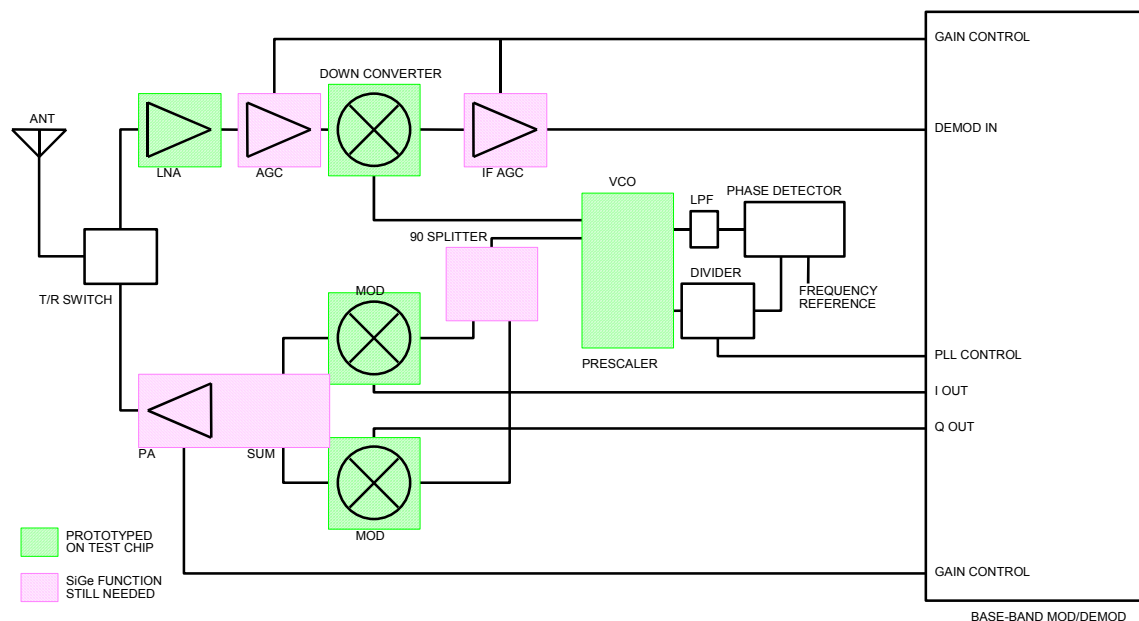 GAIN CONTROL
DOWN CONVERTER
ANT
DEMOD IN
LNA
AGC
IF AGC
VCO
LPF
PHASE DETECTOR
90 SPLITTER
DIVIDER
T/R SWITCH
MOD
FREQUENCY
REFERENCE
PRESCALER
PLL CONTROL
I OUT
Q OUT
PA
SUM
MOD
PROTOTYPED
ON TEST CHIP
SiGe FUNCTION
STILL NEEDED
GAIN CONTROL
BASE-BAND MOD/DEMOD